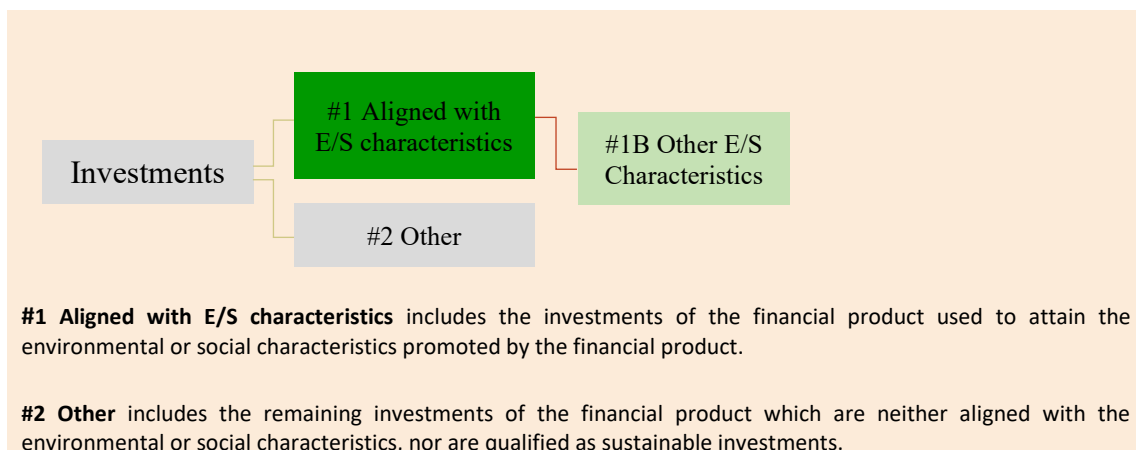 #1 Aligned with
E/S characteristics
#1B Other E/S
Characteristics
Investments
#2 Other
#1 Aligned with E/S characteristics includes the investments of the financial product used to attain the
environmental or social characteristics promoted by the financial product.
#2 Other includes the remaining investments of the financial product which are neither aligned with the
environmental or social characteristics, nor are qualified as sustainable investments.